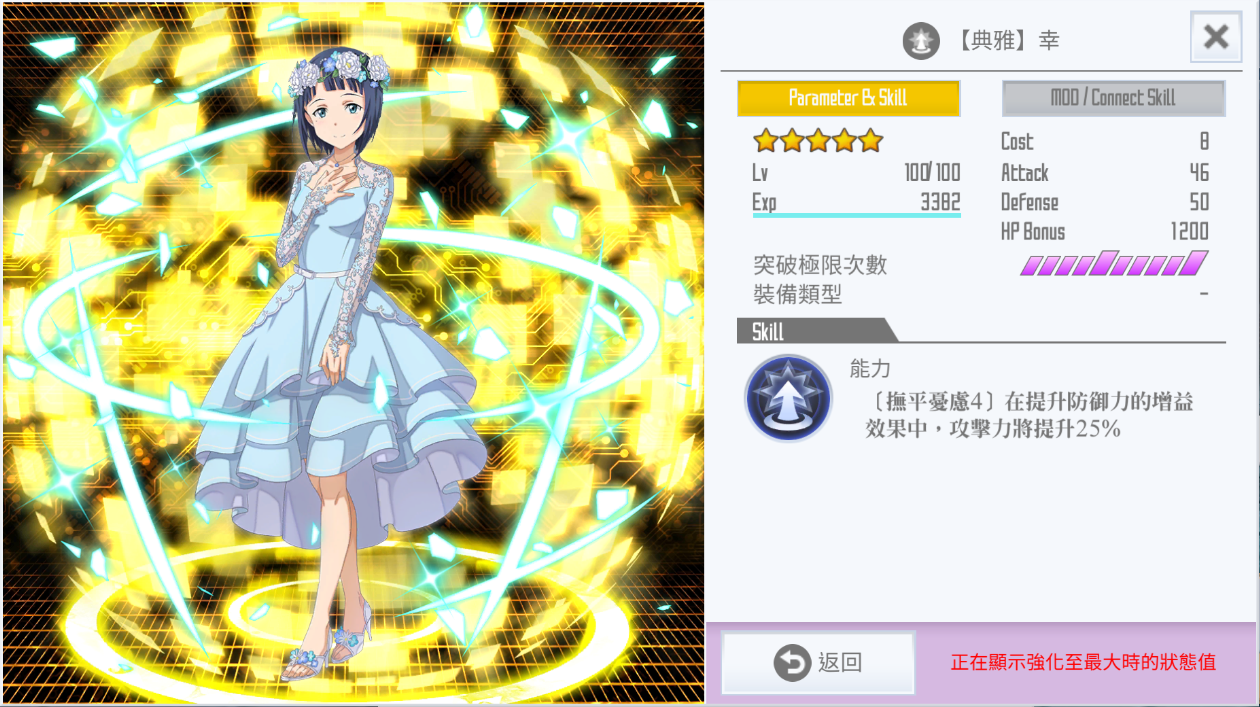 【典雅】幸
Parameter & Skill
MOD / Connect Skill
Lv 100/100
Exp 3382
突破極限次數
裝備類型 -
Cost 8
Attack 46
Defense 50
HP Bonus 1200
Skill
能力
〔撫平憂慮4〕在提升防御力的增益
效果中，攻擊力將提升25%
返回
正在顯示強化至最大時的狀態值